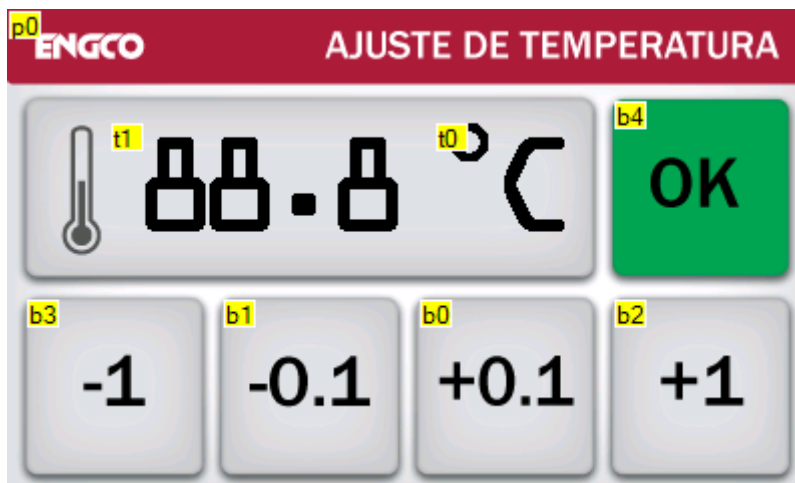 p0 ENGCO AJUSTE DE TEMPERATURA
t1 88.8 t0 °C b4 OK
b3 b1 b0 b2
-1 -0.1 +0.1 +1